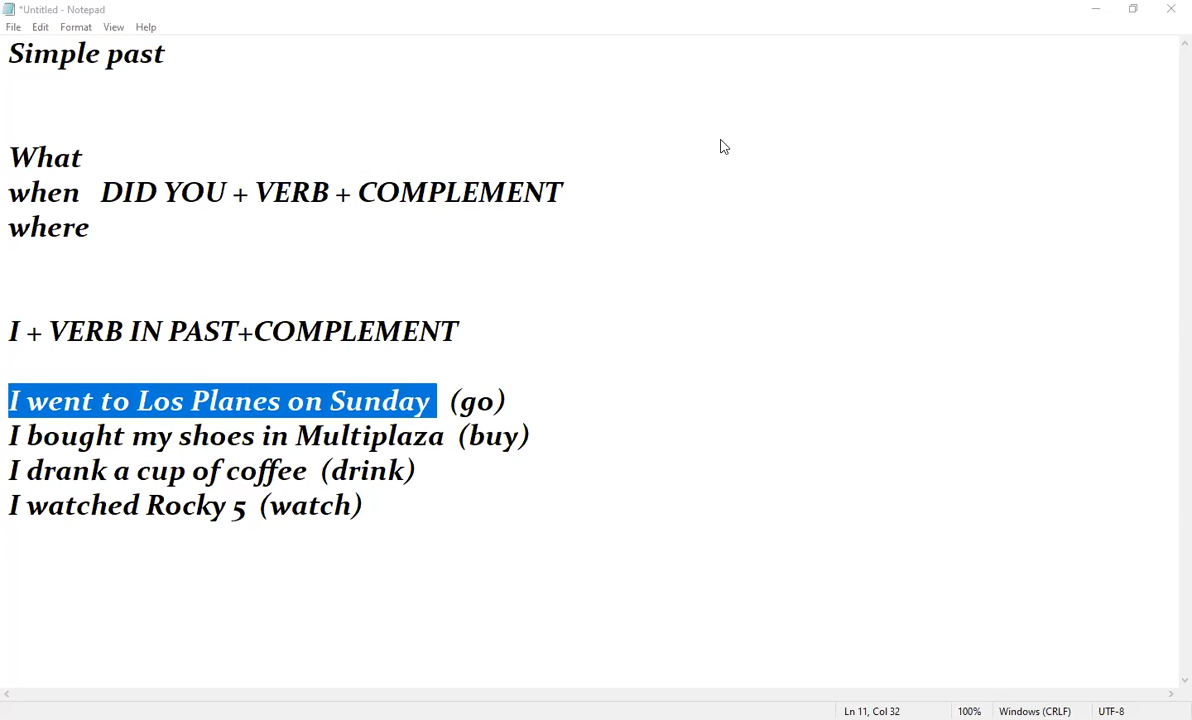 *Untitled - Notepad
File Edit Format View Help
Simple past
What
when DID YOU + VERB + COMPLEMENT
where
I + VERB IN PAST+COMPLEMENT
I went to Los Planes on Sunday (go)
I bought my shoes in Multiplaza (buy)
I drank a cup of coffee (drink)
I watched Rocky 5 (watch)
Ln 11, Col 32 100% Windows (CRLF) UTF-8